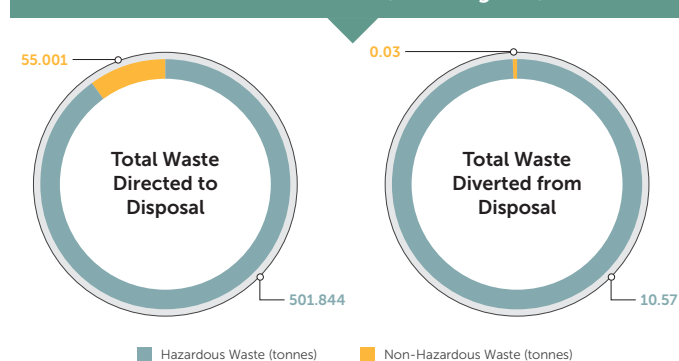 55.001
0.03
Total Waste
Directed to
Disposal
Total Waste
Diverted from
Disposal
501.844
10.57
Hazardous Waste (tonnes)
Non-Hazardous Waste (tonnes)